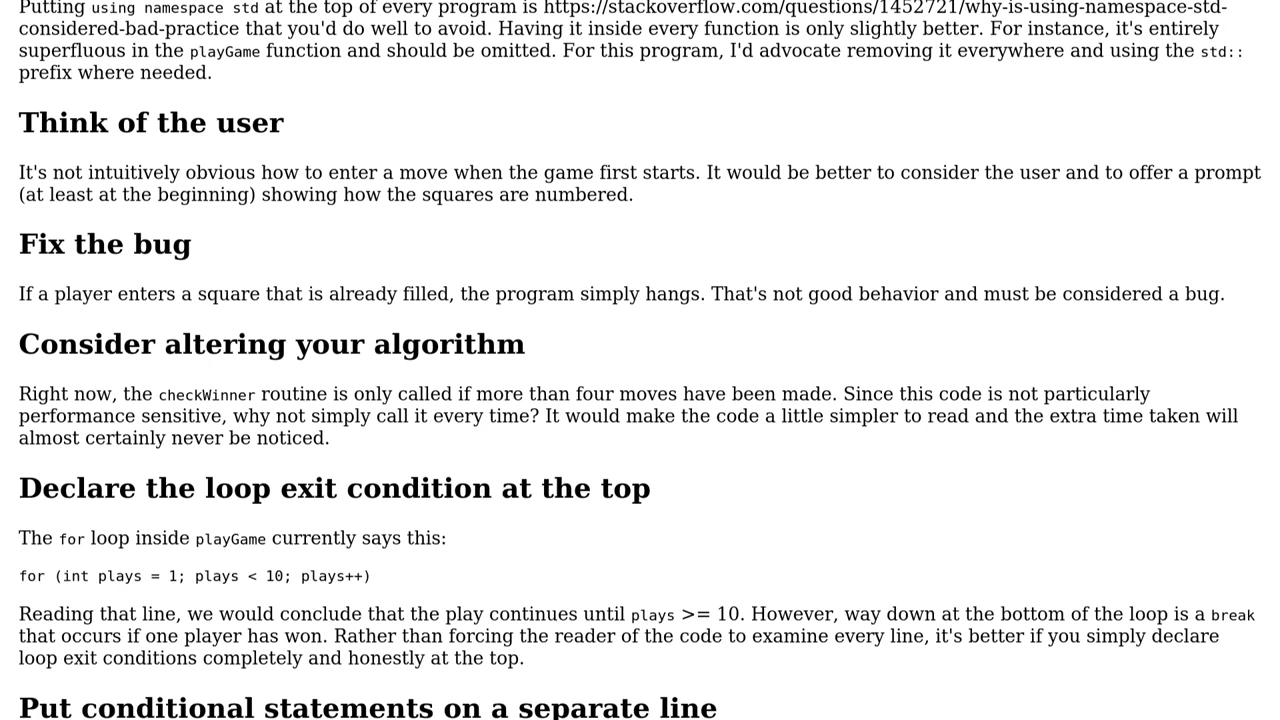 Putting using namespace std at the top of every program is https://stackoverflow.com/questions/1452721/why-is-using-namespace-std-
considered-bad-practice that you'd do well to avoid. Having it inside every function is only slightly better. For instance, it's entirely
superfluous in the playGame function and should be omitted. For this program, I'd advocate removing it everywhere and using the std::
prefix where needed.
Think of the user
It's not intuitively obvious how to enter a move when the game first starts. It would be better to consider the user and to offer a prompt
(at least at the beginning) showing how the squares are numbered.
Fix the bug
If a player enters a square that is already filled, the program simply hangs. That's not good behavior and must be considered a bug.
Consider altering your algorithm
Right now, the checkWinner routine is only called if more than four moves have been made. Since this code is not particularly
performance sensitive, why not simply call it every time? It would make the code a little simpler to read and the extra time taken will
almost certainly never be noticed.
Declare the loop exit condition at the top
The for loop inside playGame currently says this:
for (int plays = 1; plays < 10; plays++)
Reading that line, we would conclude that the play continues until plays >= 10. However, way down at the bottom of the loop is a break
that occurs if one player has won. Rather than forcing the reader of the code to examine every line, it's better if you simply declare
loop exit conditions completely and honestly at the top.
Put conditional statements on a separate line